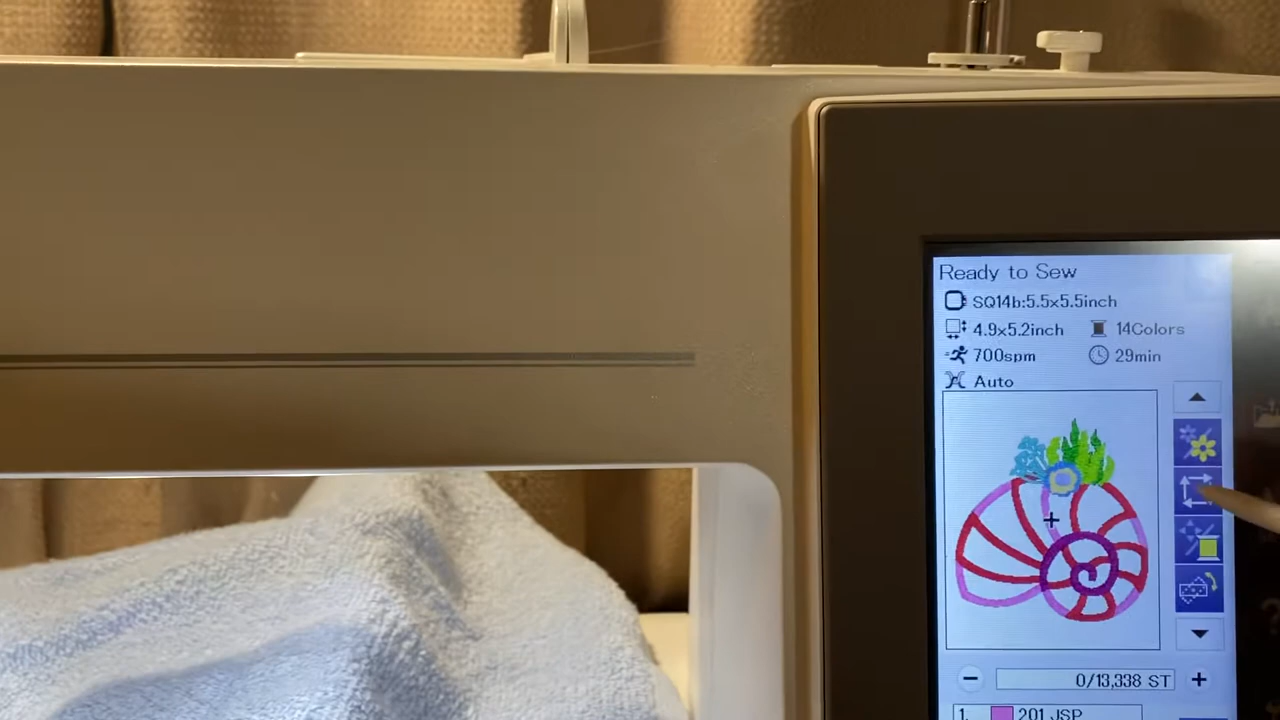 Ready to Sew
SQ14b:5.5x5.5inch
4.9x5.2inch 14Colors
700spm 29min
Auto
0/13,338 ST
1. 201 JSP